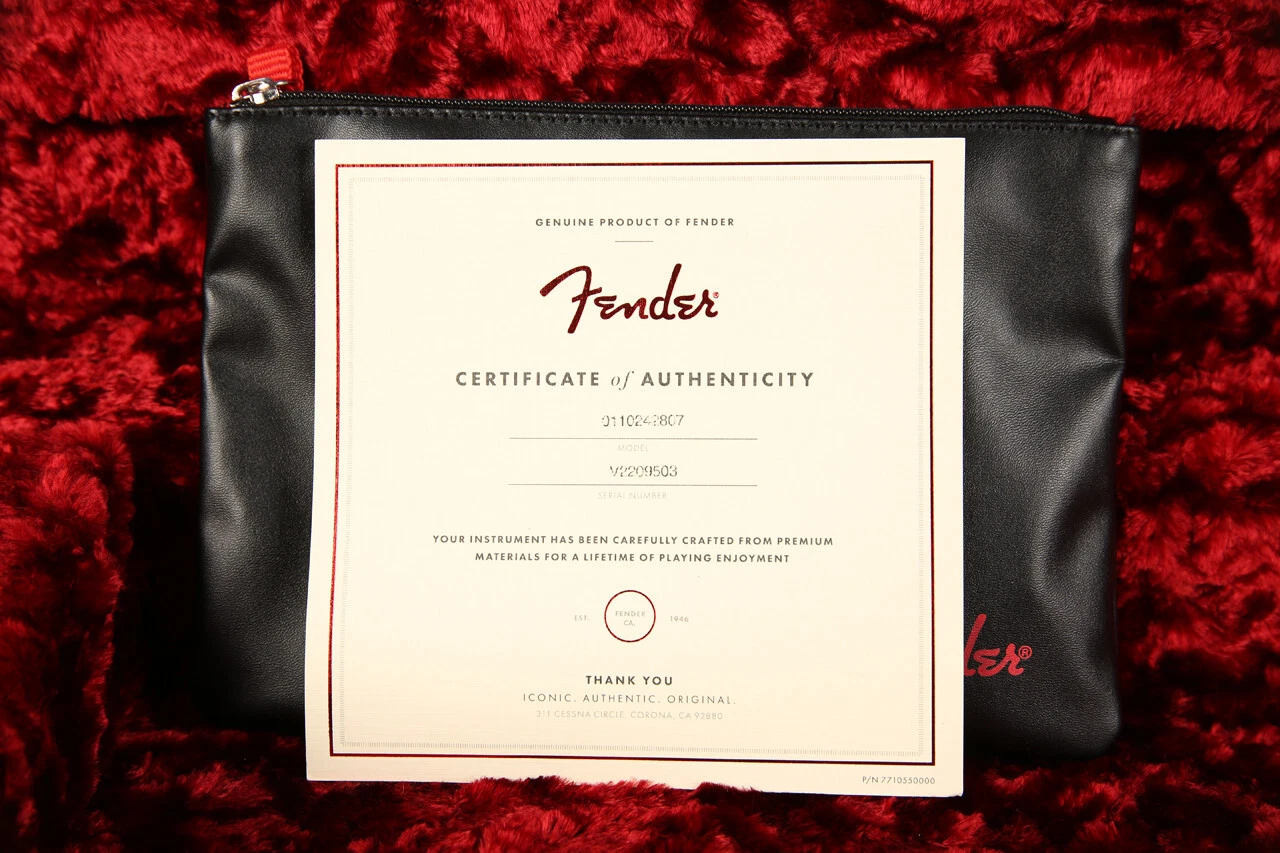 GENUINE PRODUCT OF FENDER
Fender®
CERTIFICATE of AUTHENTICITY
0110242807
MODEL
V2209503
SERIAL NUMBER
YOUR INSTRUMENT HAS BEEN CAREFULLY CRAFTED FROM PREMIUM
MATERIALS FOR A LIFETIME OF PLAYING ENJOYMENT
EST. FENDER CA. 1946
THANK YOU
ICONIC. AUTHENTIC. ORIGINAL.
311 CESSNA CIRCLE, CORONA, CA 92880
P/N 7710550000
der®